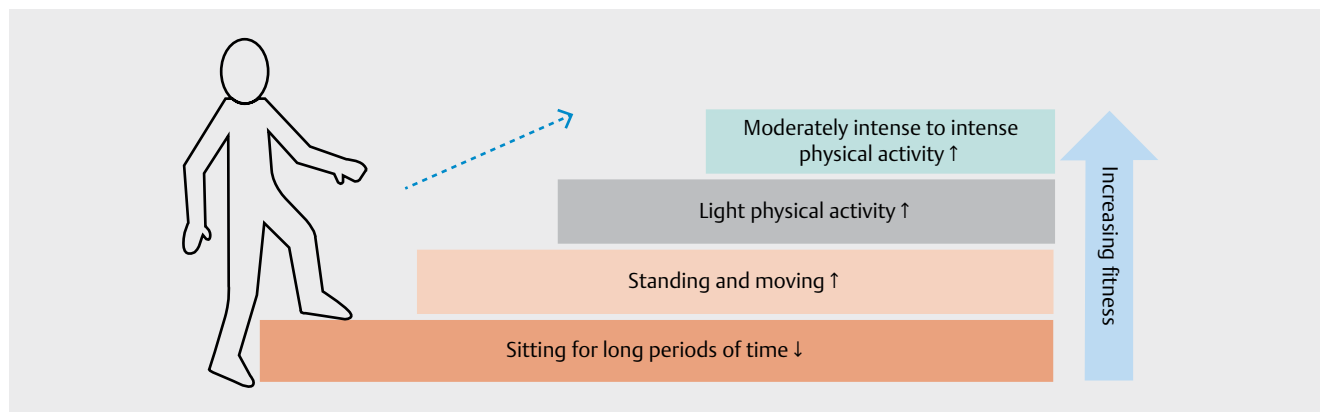 Moderately intense to intense
physical activity ↑
Light physical activity ↑
Standing and moving ↑
Sitting for long periods of time ↓
Increasing fitness